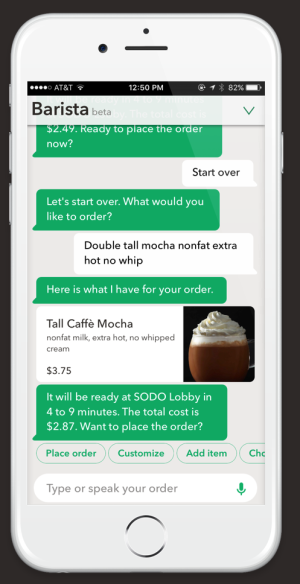 AT&T 12:50 PM 82%
Barista beta
$2.49. Ready to place the order
now?
Start over
Let's start over. What would you
like to order?
Double tall mocha nonfat extra
hot no whip
Here is what I have for your order.
Tall Caffè Mocha
nonfat milk, extra hot, no whipped
cream
$3.75
It will be ready at SODO Lobby in
4 to 9 minutes. The total cost is
$2.87. Want to place the order?
Place order Customize Add item Cho
Type or speak your order